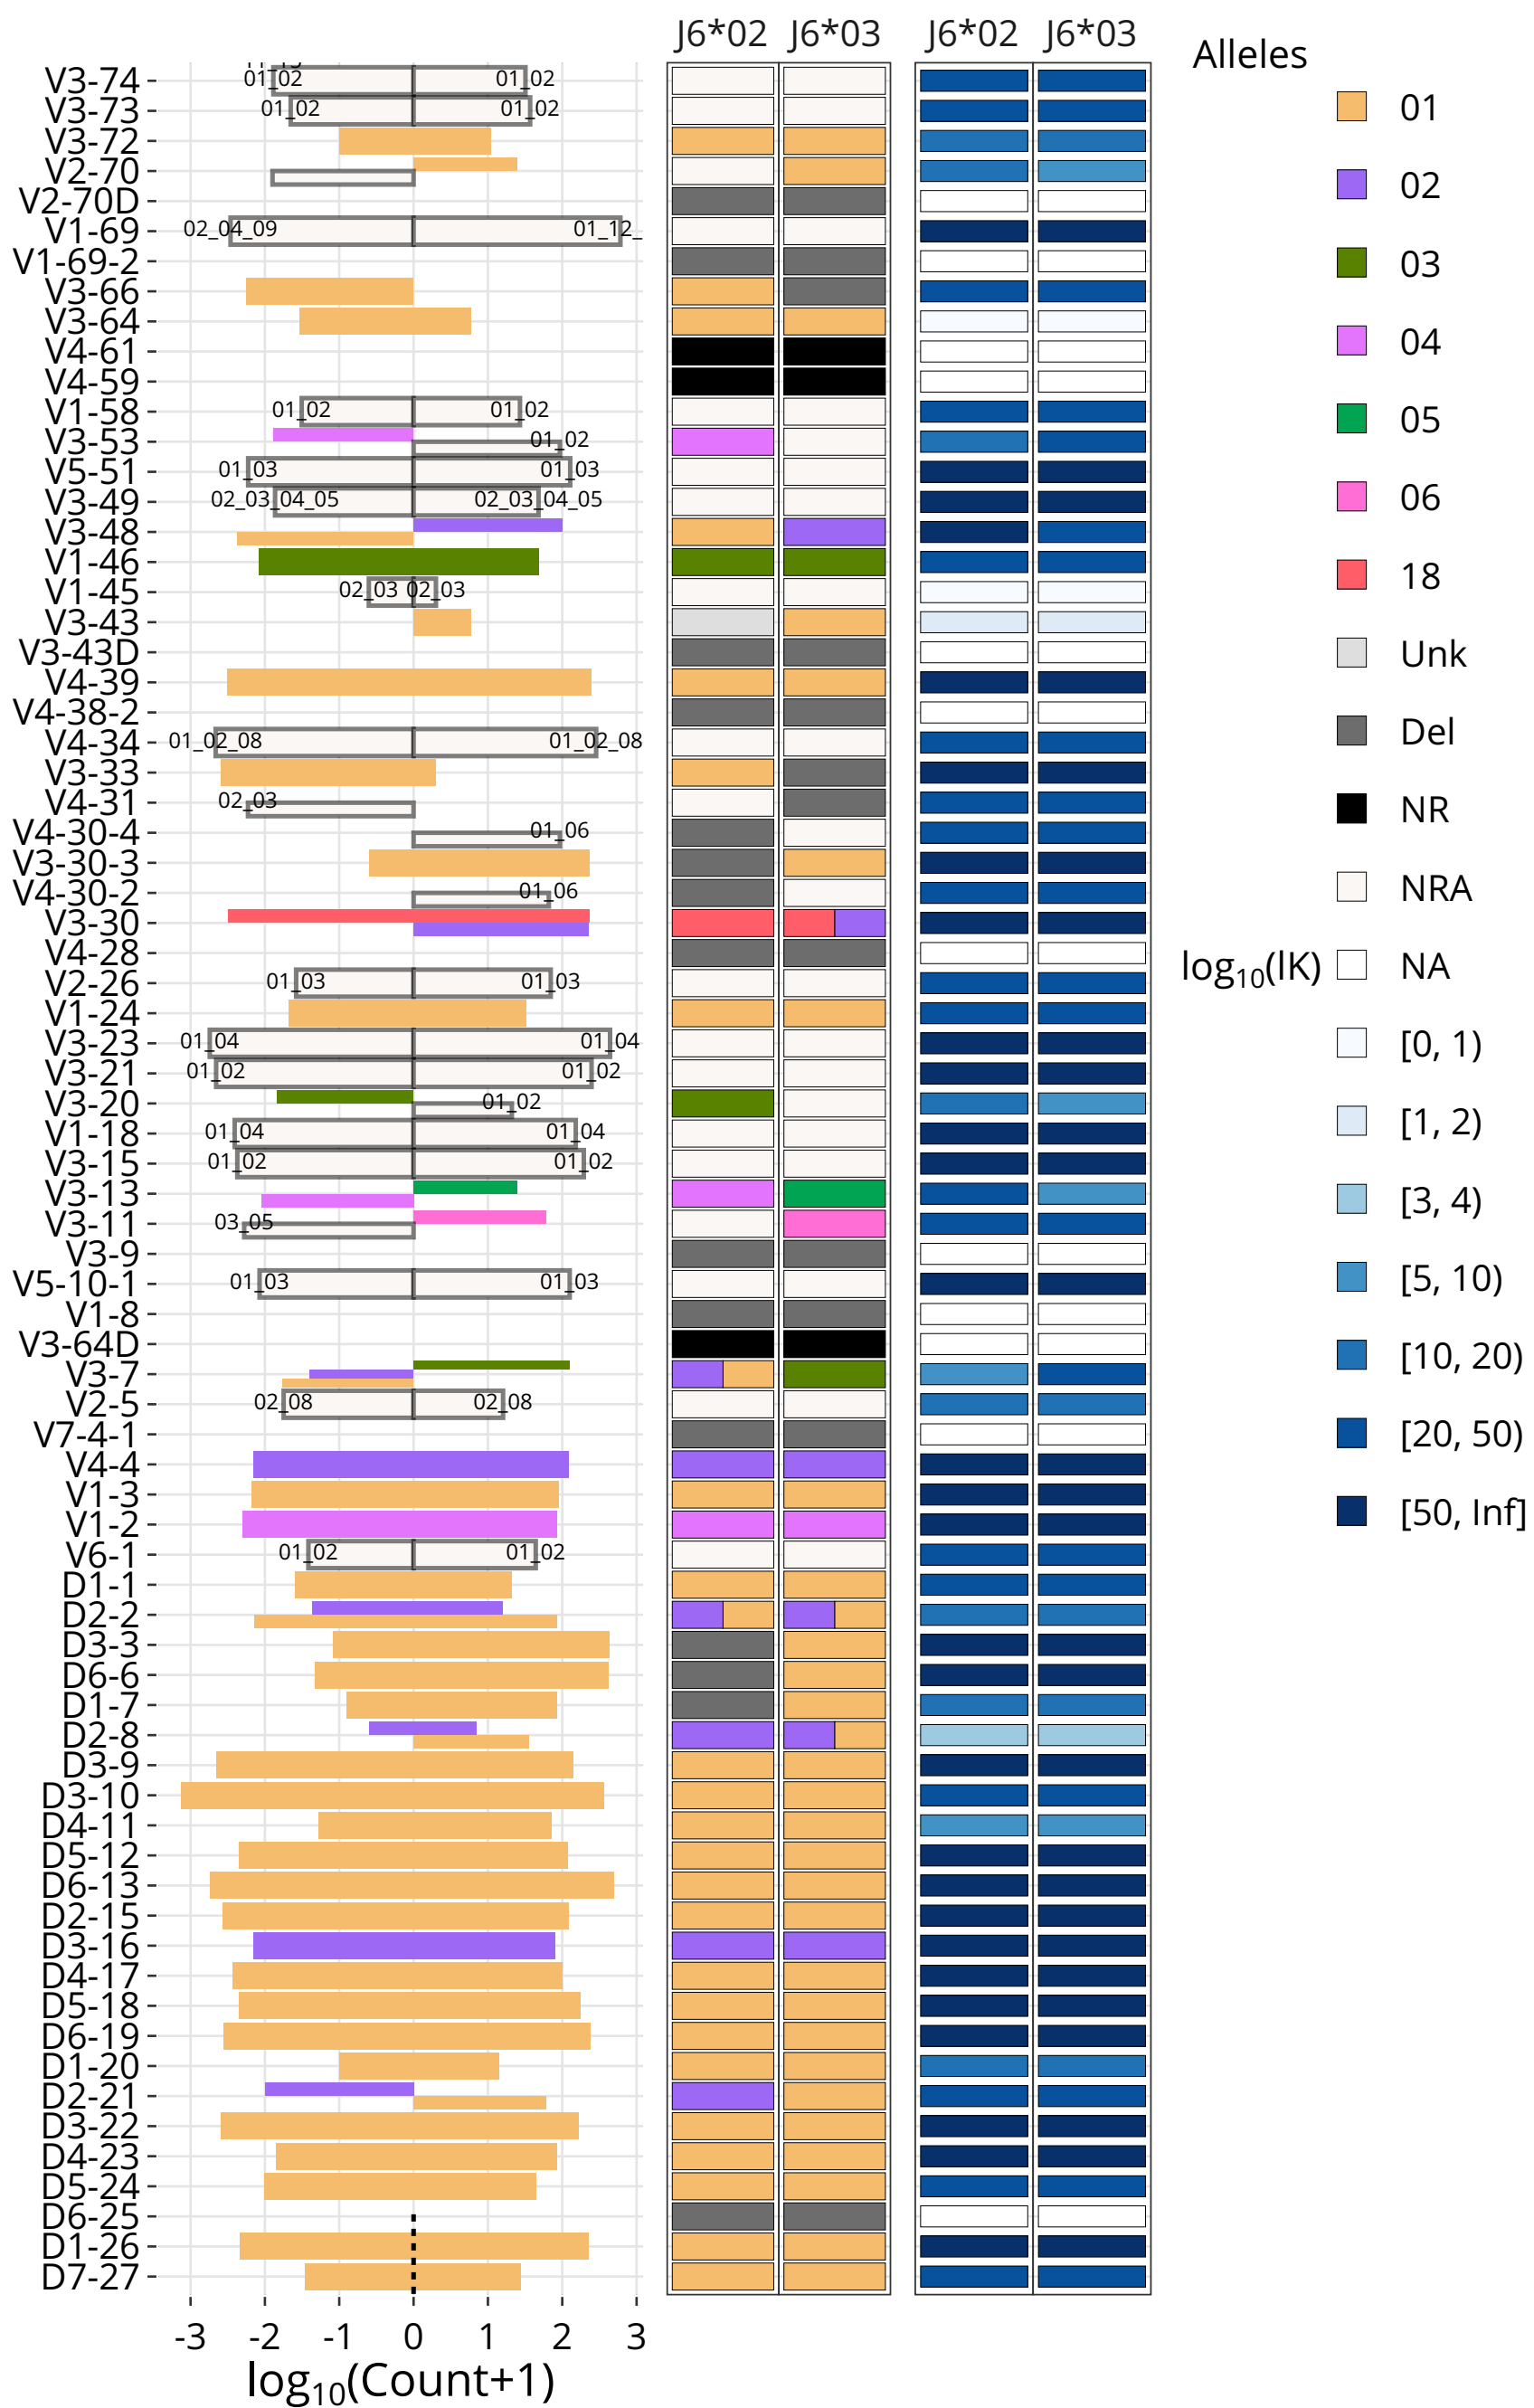 J6*02 J6*03 J6*02 J6*03
Alleles
V3-74 01_02 01_02
V3-73 01_02 01_02
V3-72
V2-70
V2-70D
V1-69 02_04_09 01_12_
V1-69-2
V3-66
V3-64
V4-61
V4-59
V1-58 01_02 01_02
V3-53 01_02
V5-51 01_03 01_03
V3-49 02_03_04_05 02_03_04_05
V3-48
V1-46
V1-45 02_03 02_03
V3-43
V3-43D
V4-39
V4-38-2
V4-34 01_02_08 01_02_08
V3-33
V4-31 02_03
V4-30-4 01_06
V3-30-3
V4-30-2 01_06
V3-30
V4-28
V2-26 01_03 01_03
V1-24
V3-23 01_04 01_04
V3-21 01_02 01_02
V3-20 01_02
V1-18 01_04 01_04
V3-15 01_02 01_02
V3-13
V3-11 03_05
V3-9
V5-10-1 01_03 01_03
V1-8
V3-64D
V3-7
V2-5 02_08 02_08
V7-4-1
V4-4
V1-3
V1-2
V6-1 01_02 01_02
D1-1
D2-2
D3-3
D6-6
D1-7
D2-8
D3-9
D3-10
D4-11
D5-12
D6-13
D2-15
D3-16
D4-17
D5-18
D6-19
D1-20
D2-21
D3-22
D4-23
D5-24
D6-25
D1-26
D7-27
-3 -2 -1 0 1 2 3
log10(Count+1)
01
02
03
04
05
06
18
Unk
Del
NR
NRA
log10(lK) NA
[0, 1)
[1, 2)
[3, 4)
[5, 10)
[10, 20)
[20, 50)
[50, Inf]